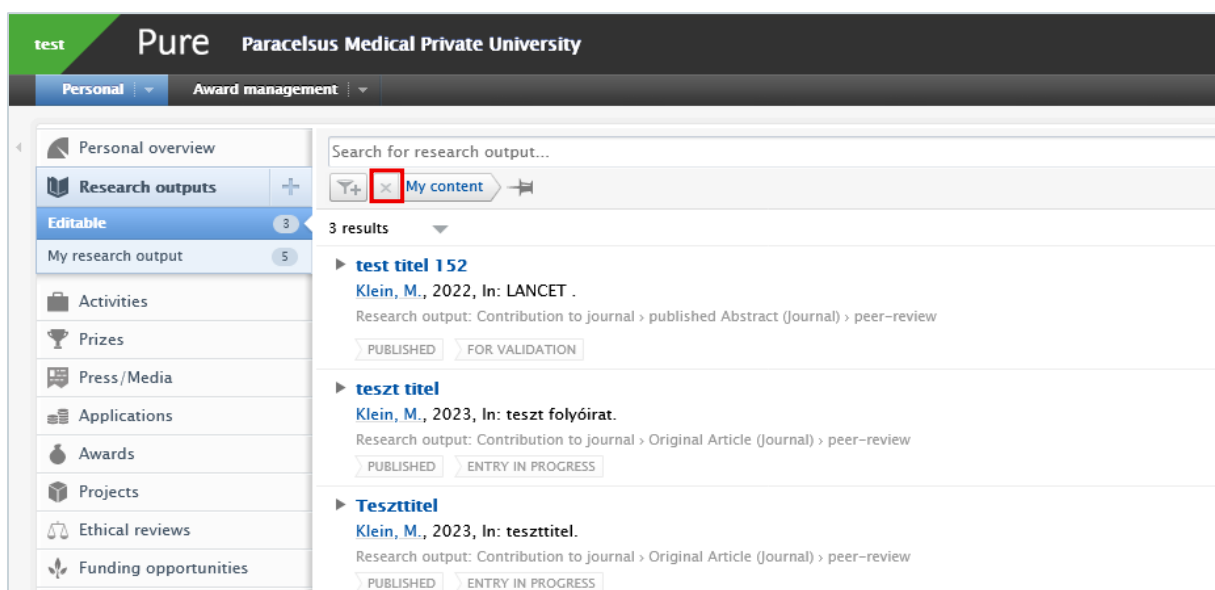 test Pure Paracelsus Medical Private University
Personal Award management
Personal overview
Research outputs
Editable 3
My research output 5
Activities
Prizes
Press/Media
Applications
Awards
Projects
Ethical reviews
Funding opportunities
Search for research output...
My content
3 results
test titel 152
Klein, M., 2022, In: LANCET .
Research output: Contribution to journal › published Abstract (Journal) › peer-review
PUBLISHED FOR VALIDATION
teszt titel
Klein, M., 2023, In: teszt folyóirat.
Research output: Contribution to journal › Original Article (Journal) › peer-review
PUBLISHED ENTRY IN PROGRESS
Teszttitel
Klein, M., 2023, In: teszttitel.
Research output: Contribution to journal › Original Article (Journal) › peer-review
PUBLISHED ENTRY IN PROGRESS